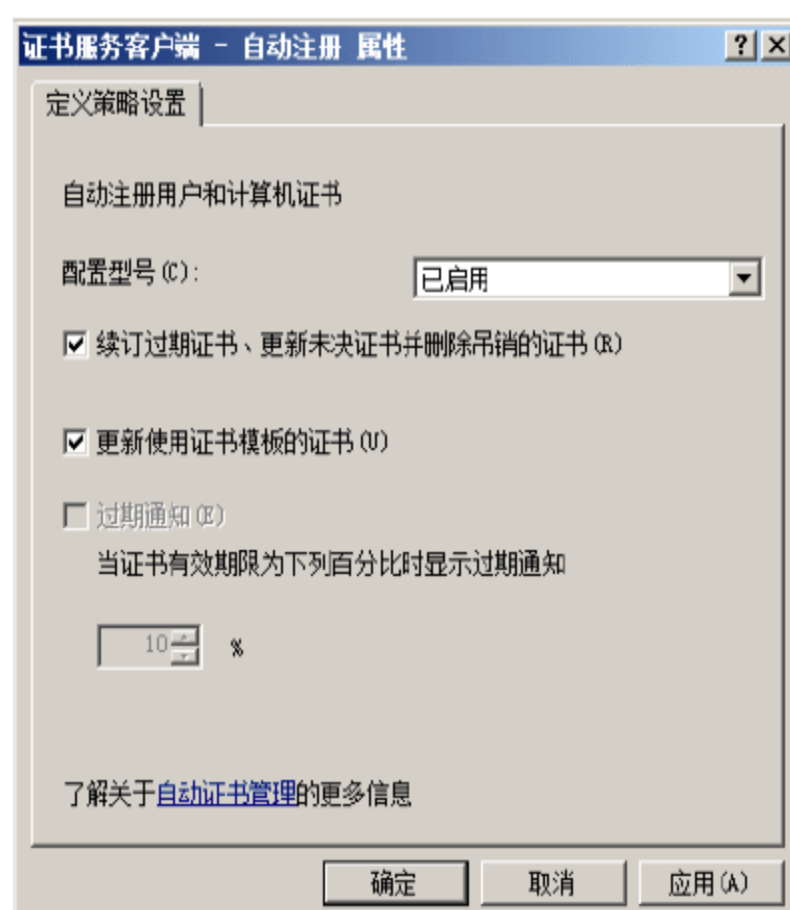 证书服务客户端 - 自动注册 属性
定义策略设置
自动注册用户和计算机证书
配置型号(C): 已启用
续订过期证书、更新未决证书并删除吊销的证书(R)
更新使用证书模板的证书(U)
过期通知(E)
当证书有效期限为下列百分比时显示过期通知
10 %
了解关于自动证书管理的更多信息
确定 取消 应用(A)